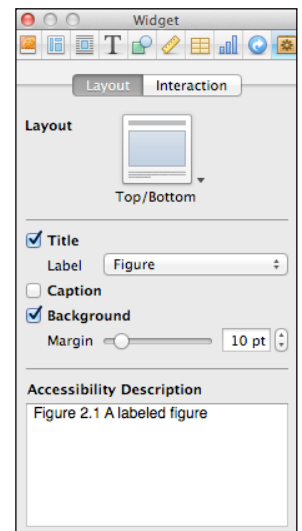 Widget
T
Layout Interaction
Layout
Top/Bottom
Title
Label Figure
Caption
Background
Margin 10 pt
Accessibility Description
Figure 2.1 A labeled figure